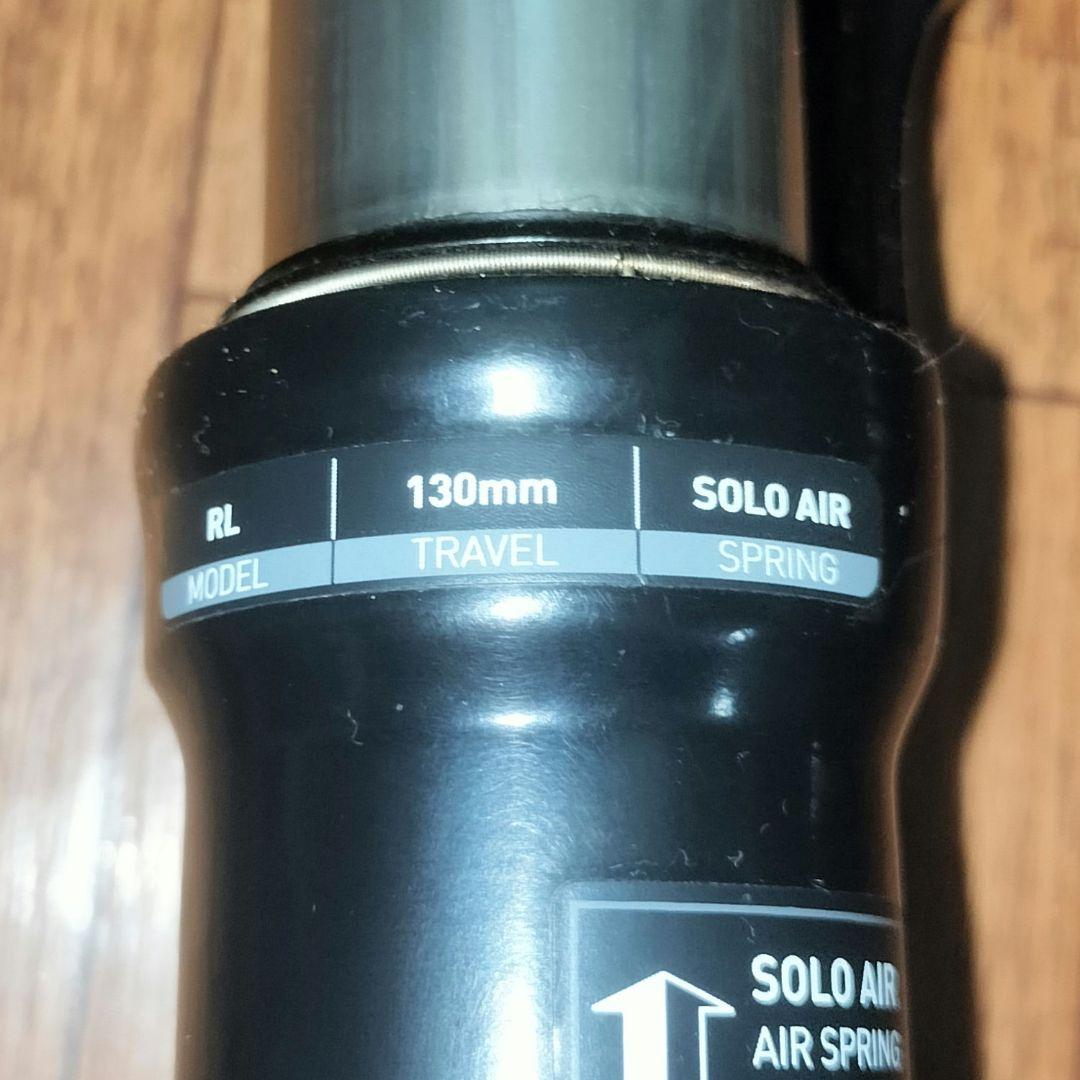 RL 130mm SOLO AIR
MODEL TRAVEL SPRING
SOLO AIR
AIR SPRING